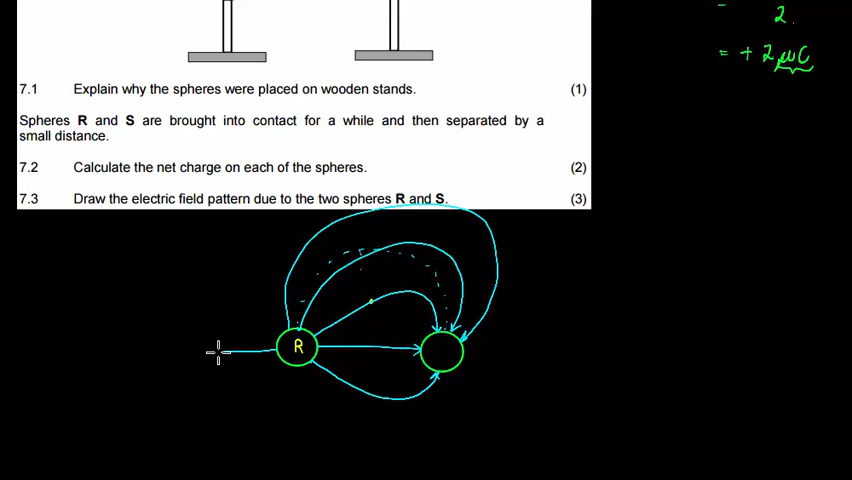 2.
= + 2 µC
7.1 Explain why the spheres were placed on wooden stands. (1)
Spheres R and S are brought into contact for a while and then separated by a
small distance.
7.2 Calculate the net charge on each of the spheres. (2)
7.3 Draw the electric field pattern due to the two spheres R and S. (3)
R